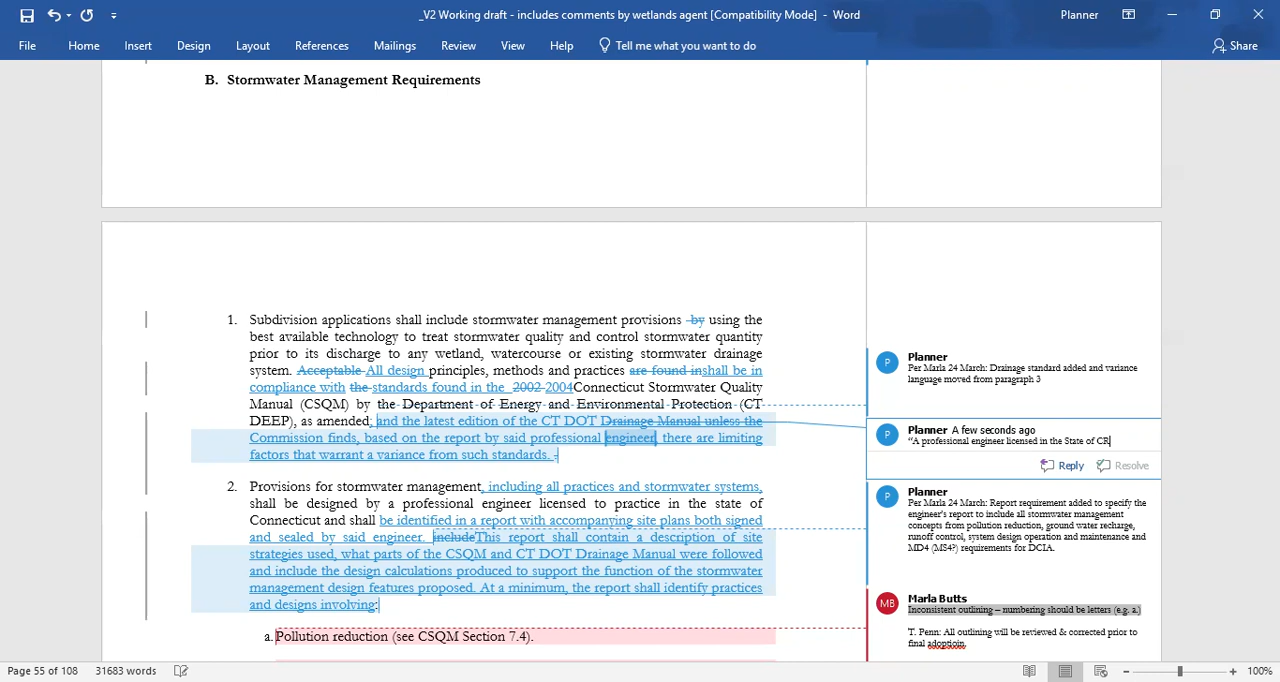 _V2 Working draft - includes comments by wetlands agent [Compatibility Mode] - Word
Planner
File Home Insert Design Layout References Mailings Review View Help Tell me what you want to do Share
B. Stormwater Management Requirements
1. Subdivision applications shall include stormwater management provisions by using the
best available technology to treat stormwater quality and control stormwater quantity
prior to its discharge to any wetland, watercourse or existing stormwater drainage
system. Acceptable All design principles, methods and practices are found in shall be in
compliance with the standards found in the 2002 2004Connecticut Stormwater Quality
Manual (CSQM) by the Department of Energy and Environmental Protection (CT
DEEP), as amended; and the latest edition of the CT DOT Drainage Manual unless the
Commission finds, based on the report by said professional engineer, there are limiting
factors that warrant a variance from such standards. .
2. Provisions for stormwater management, including all practices and stormwater systems,
shall be designed by a professional engineer licensed to practice in the state of
Connecticut and shall be identified in a report with accompanying site plans both signed
and sealed by said engineer. includeThis report shall contain a description of site
strategies used, what parts of the CSQM and CT DOT Drainage Manual were followed
and include the design calculations produced to support the function of the stormwater
management design features proposed. At a minimum, the report shall identify practices
and designs involving:
a. Pollution reduction (see CSQM Section 7.4).
P
Planner
Per Marla 24 March: Drainage standard added and variance
language moved from paragraph 3
P
Planner A few seconds ago
"A professional engineer licensed in the State of CR
Reply Resolve
P
Planner
Per Marla 24 March: Report requirement added to specify the
engineer's report to include all stormwater management
concepts from pollution reduction, ground water recharge,
runoff control, system design operation and maintenance and
MD4 (MS4?) requirements for DCIA.
MB
Marla Butts
Inconsistent outlining – numbering should be letters (e.g. a.)
T. Penn: All outlining will be reviewed & corrected prior to
final adoptioin.
Page 55 of 108 31683 words 100%